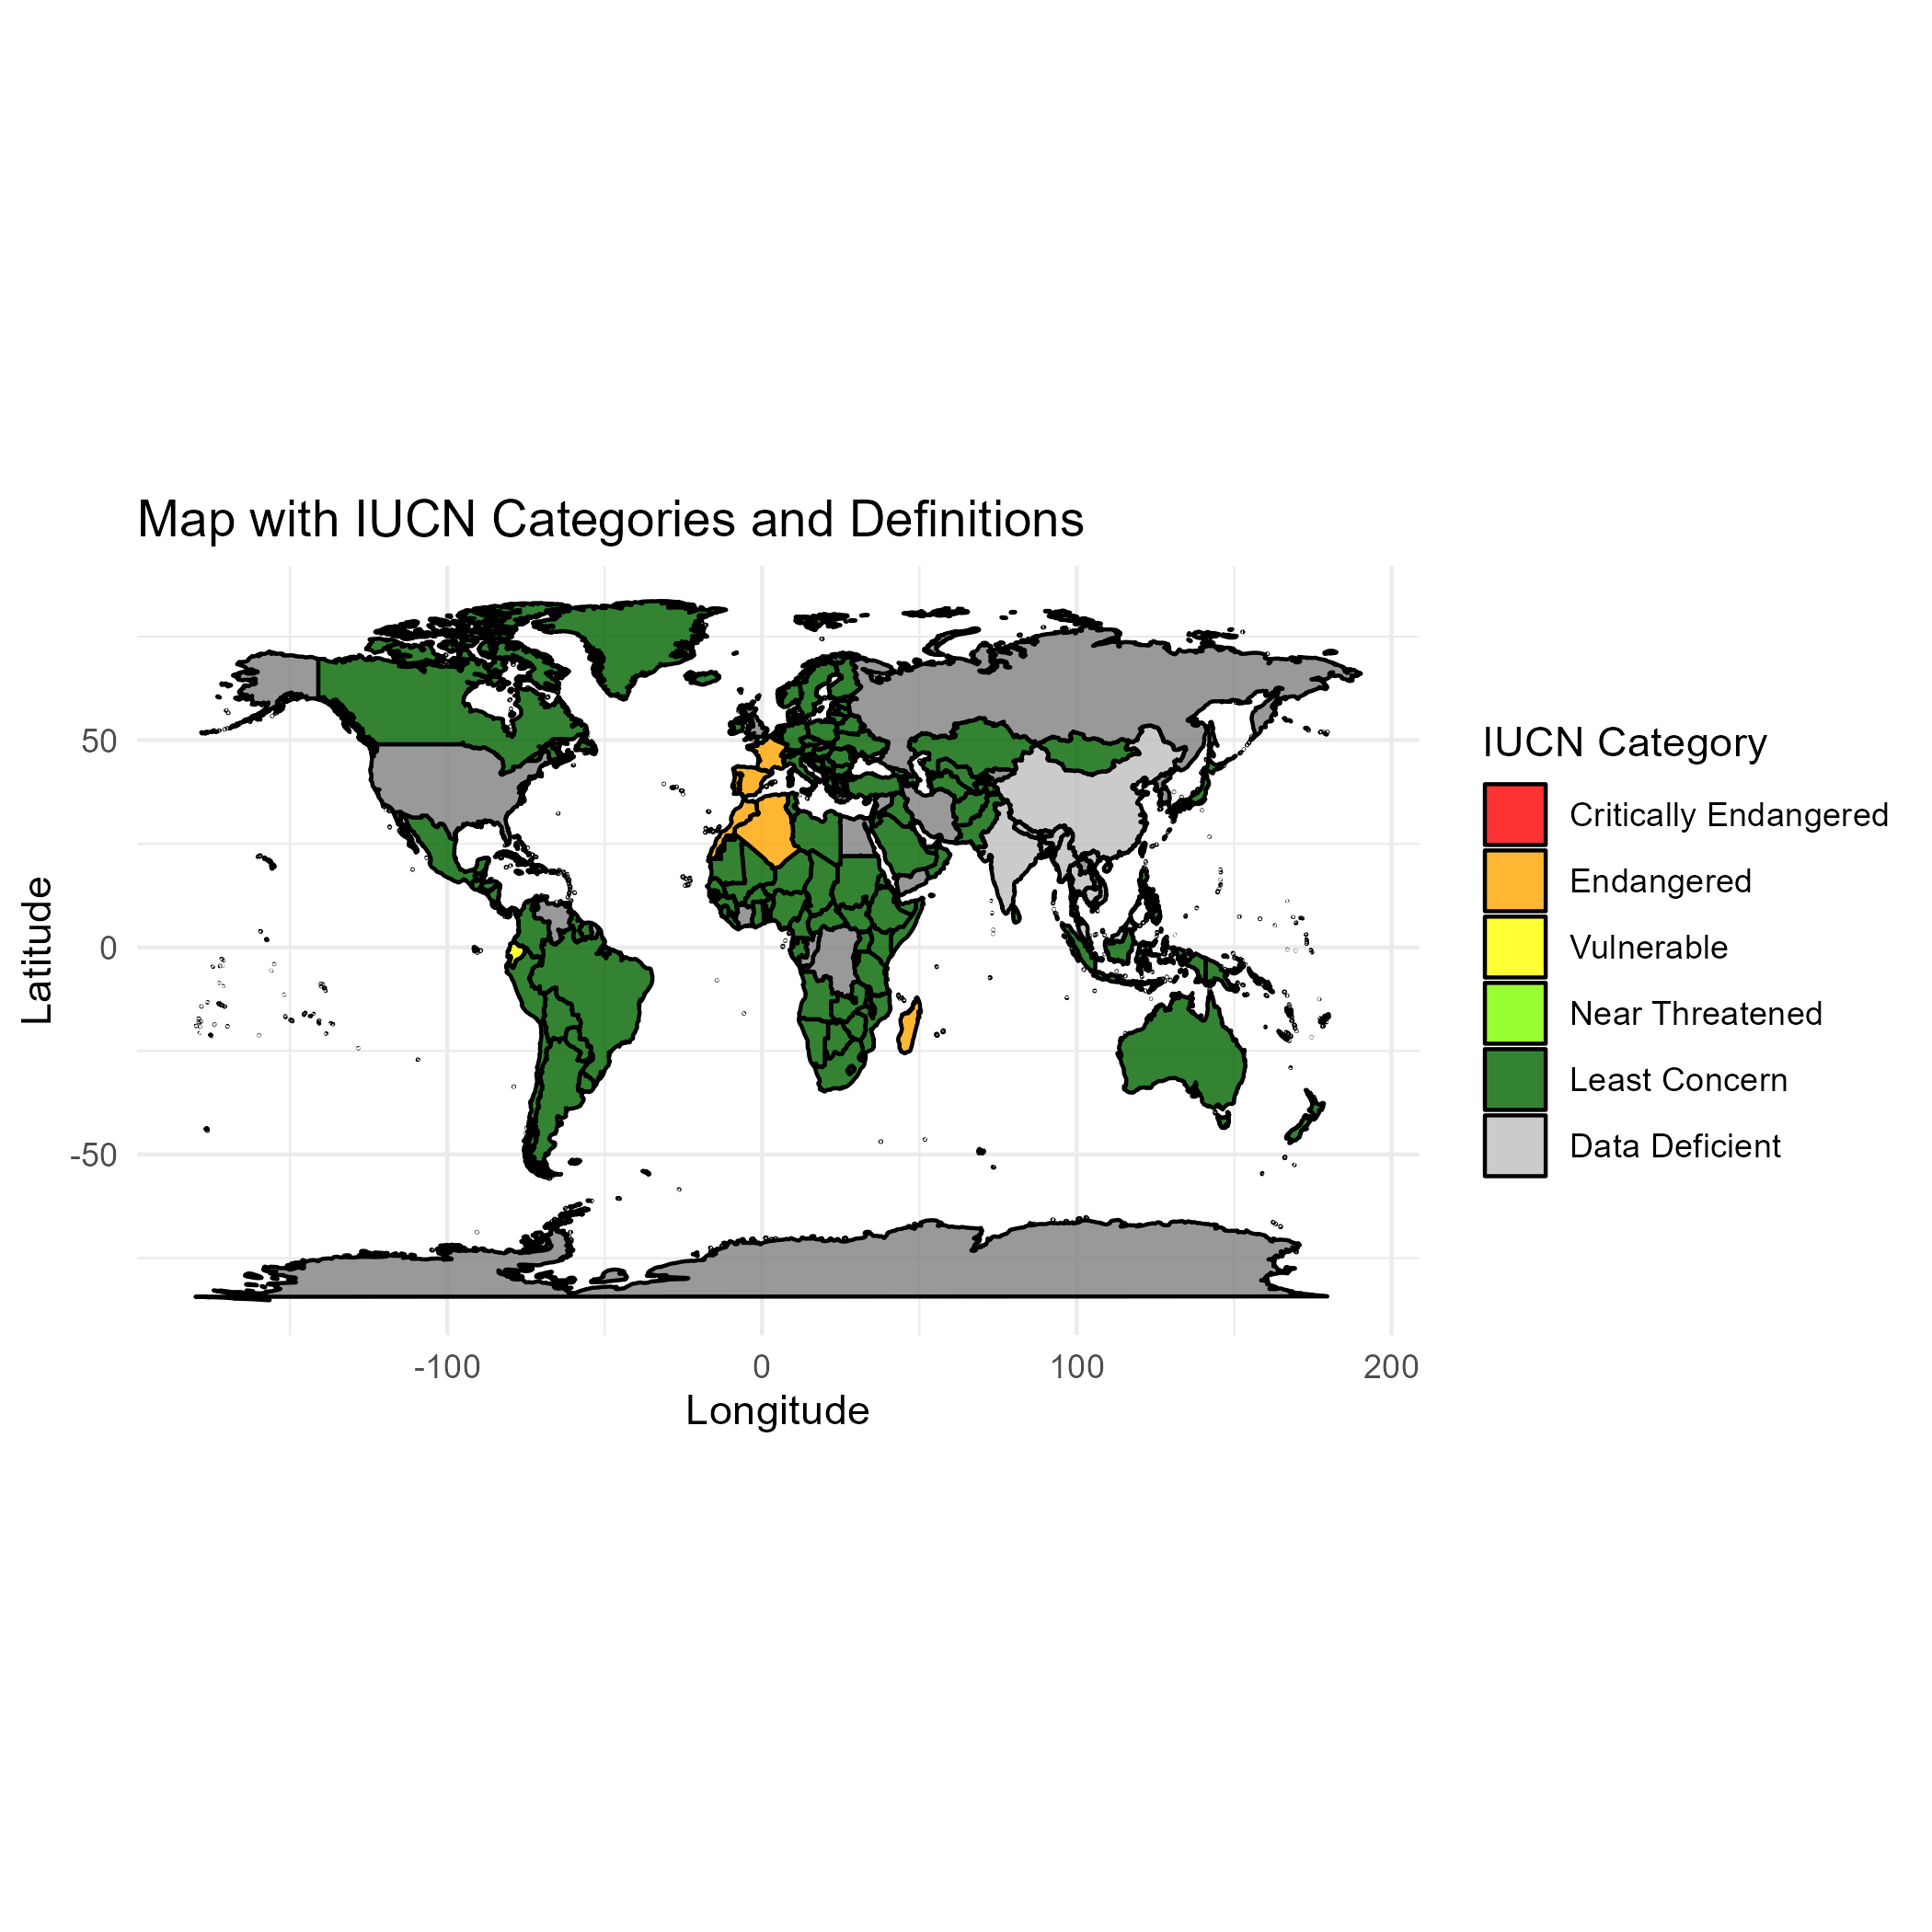 Map with IUCN Categories and Definitions
50
0
-50
Latitude
-100
0
100
200
Longitude
IUCN Category
Critically Endangered
Endangered
Vulnerable
Near Threatened
Least Concern
Data Deficient